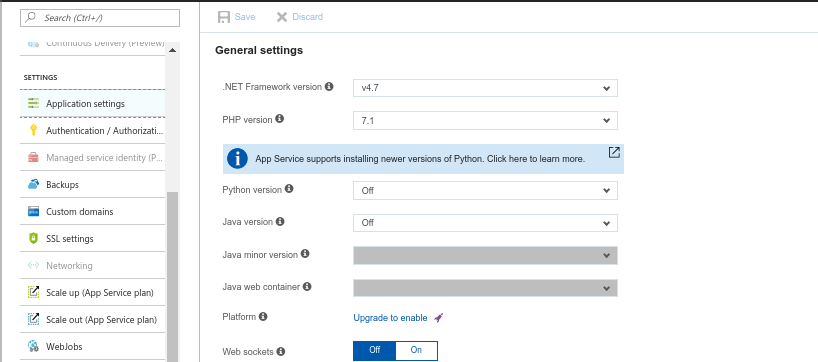 Search (Ctrl+/)
Continuous Delivery (Preview)
SETTINGS
Application settings
Authentication / Authorizati...
Managed service identity (P...
Backups
Custom domains
SSL settings
Networking
Scale up (App Service plan)
Scale out (App Service plan)
WebJobs
Save
Discard
General settings
.NET Framework version
v4.7
PHP version
7.1
App Service supports installing newer versions of Python. Click here to learn more.
Python version
Off
Java version
Off
Java minor version
Java web container
Platform
Upgrade to enable
Web sockets
Off
On